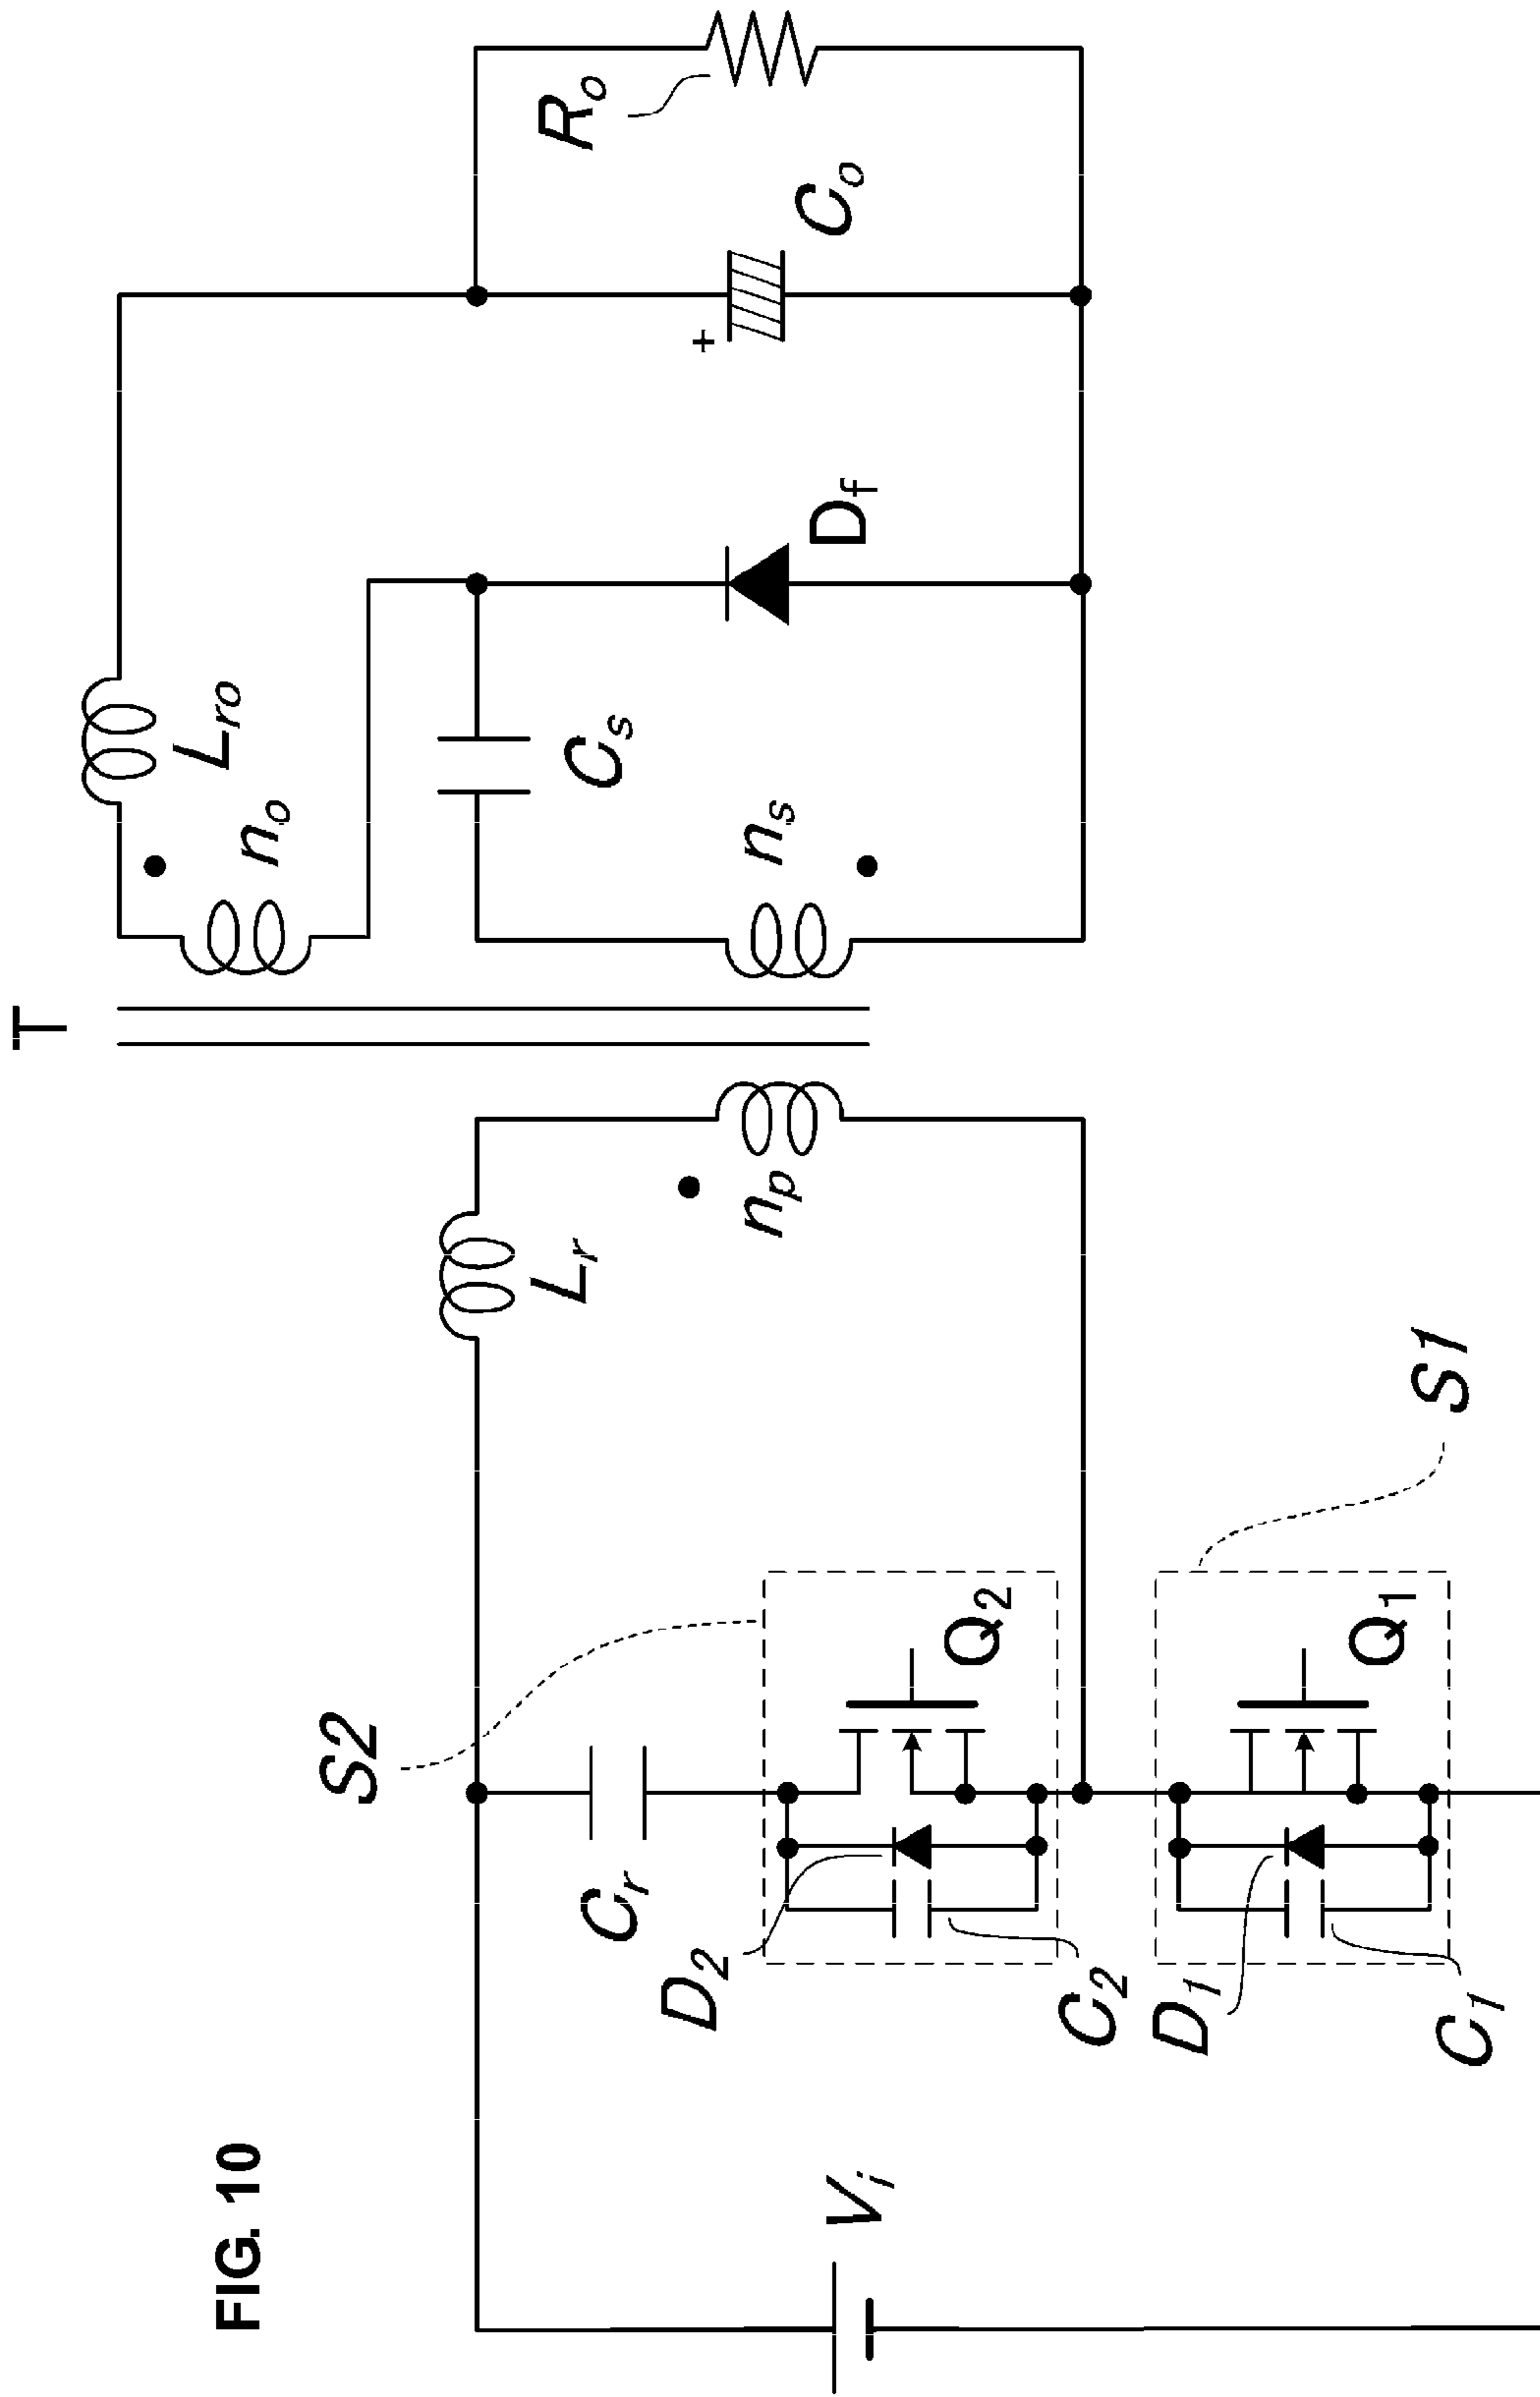 FIG. 10
T
Lro
no
Ro
Co
+
Cs
ns
Df
Lr
np
S2
Cr
Vi
D2
Q2
C2
S1
D1
Q1
C1